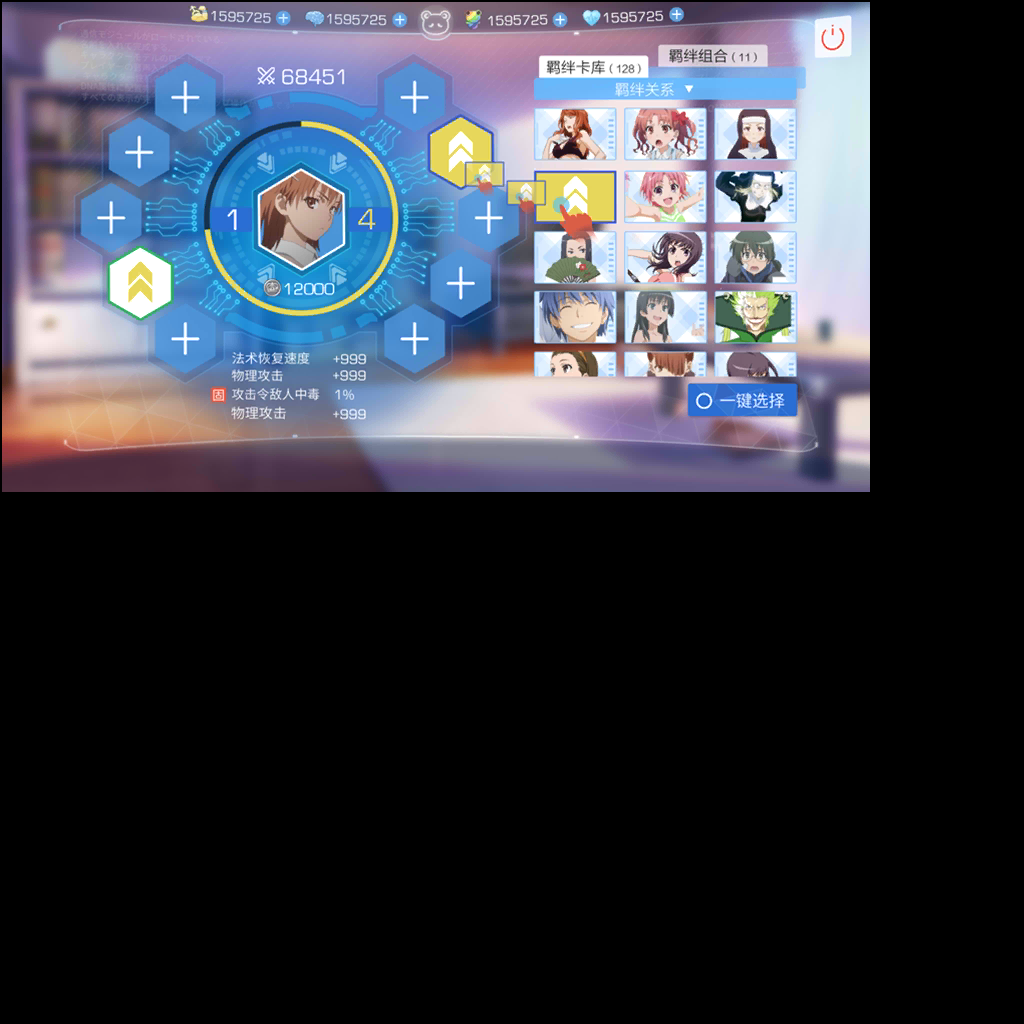 1595725
1595725
1595725
1595725
68451
羁绊卡库（128）
羁绊组合（11）
羁绊关系
1
4
12000
法术恢复速度 +999
物理攻击 +999
固 攻击令敌人中毒 1%
物理攻击 +999
一键选择